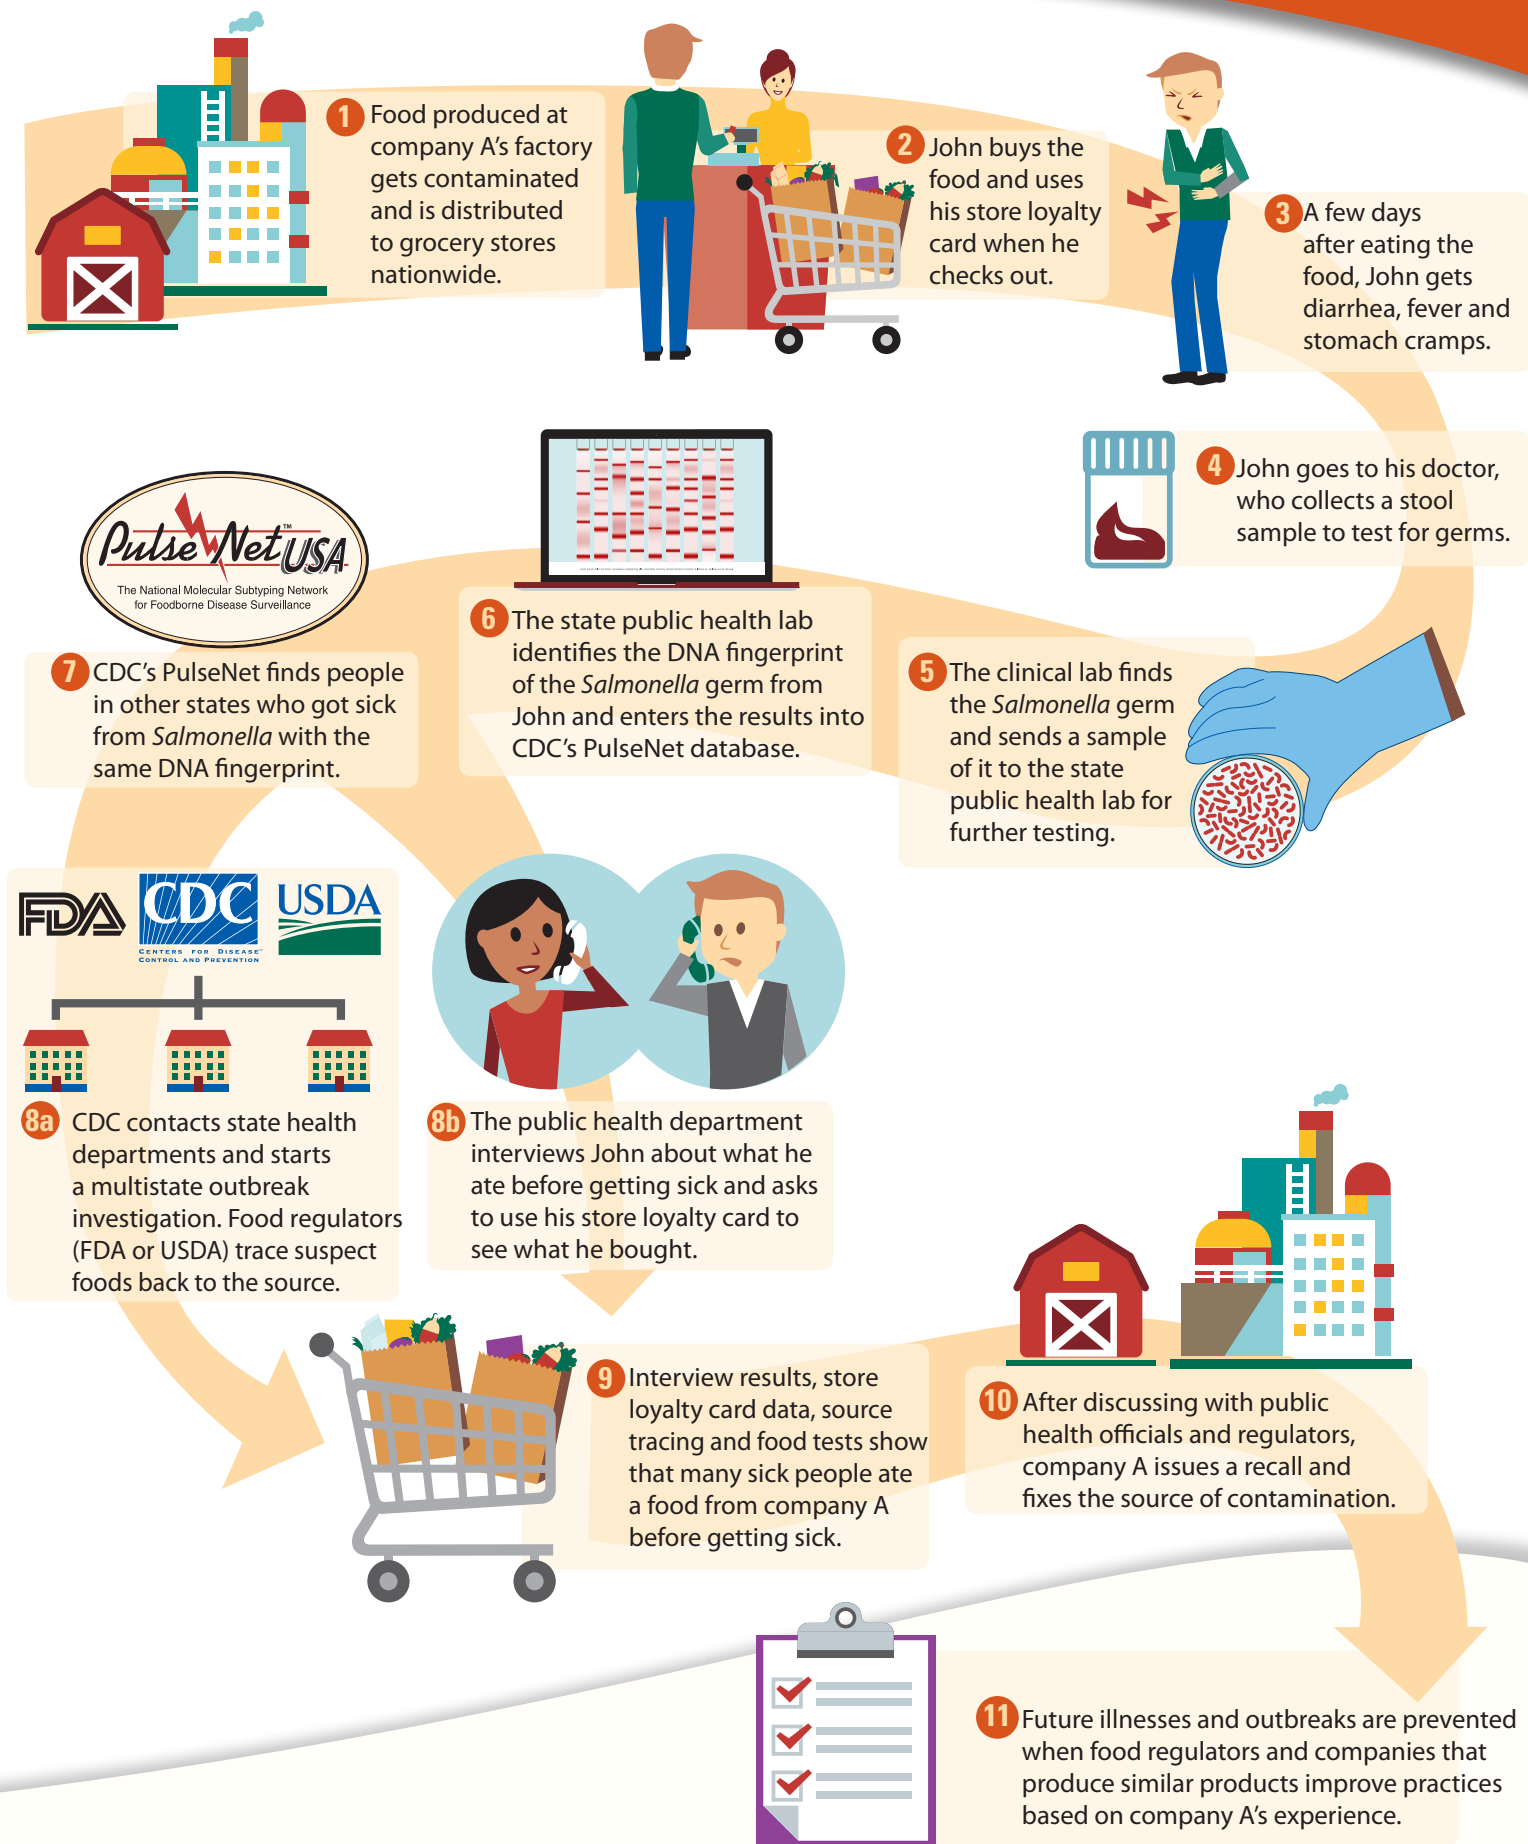 1 Food produced at
company A's factory
gets contaminated
and is distributed
to grocery stores
nationwide.
2 John buys the
food and uses
his store loyalty
card when he
checks out.
3 A few days
after eating the
food, John gets
diarrhea, fever and
stomach cramps.
4 John goes to his doctor,
who collects a stool
sample to test for germs.
5 The clinical lab finds
the Salmonella germ
and sends a sample
of it to the state
public health lab for
further testing.
6 The state public health lab
identifies the DNA fingerprint
of the Salmonella germ from
John and enters the results into
CDC's PulseNet database.
PulseNet USA ™
The National Molecular Subtyping Network
for Foodborne Disease Surveillance
7 CDC's PulseNet finds people
in other states who got sick
from Salmonella with the
same DNA fingerprint.
FDA CDC USDA
CENTERS FOR DISEASE™
CONTROL AND PREVENTION
8a CDC contacts state health
departments and starts
a multistate outbreak
investigation. Food regulators
(FDA or USDA) trace suspect
foods back to the source.
8b The public health department
interviews John about what he
ate before getting sick and asks
to use his store loyalty card to
see what he bought.
9 Interview results, store
loyalty card data, source
tracing and food tests show
that many sick people ate
a food from company A
before getting sick.
10 After discussing with public
health officials and regulators,
company A issues a recall and
fixes the source of contamination.
11 Future illnesses and outbreaks are prevented
when food regulators and companies that
produce similar products improve practices
based on company A's experience.